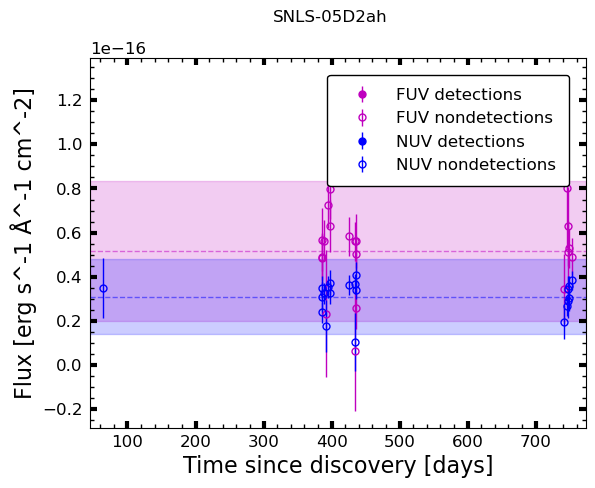 SNLS-05D2ah
1e−16
FUV detections
FUV nondetections
NUV detections
NUV nondetections
1.2
1.0
0.8
0.6
0.4
0.2
0.0
−0.2
Flux [erg s^-1 Å^-1 cm^-2]
100 200 300 400 500 600 700
Time since discovery [days]